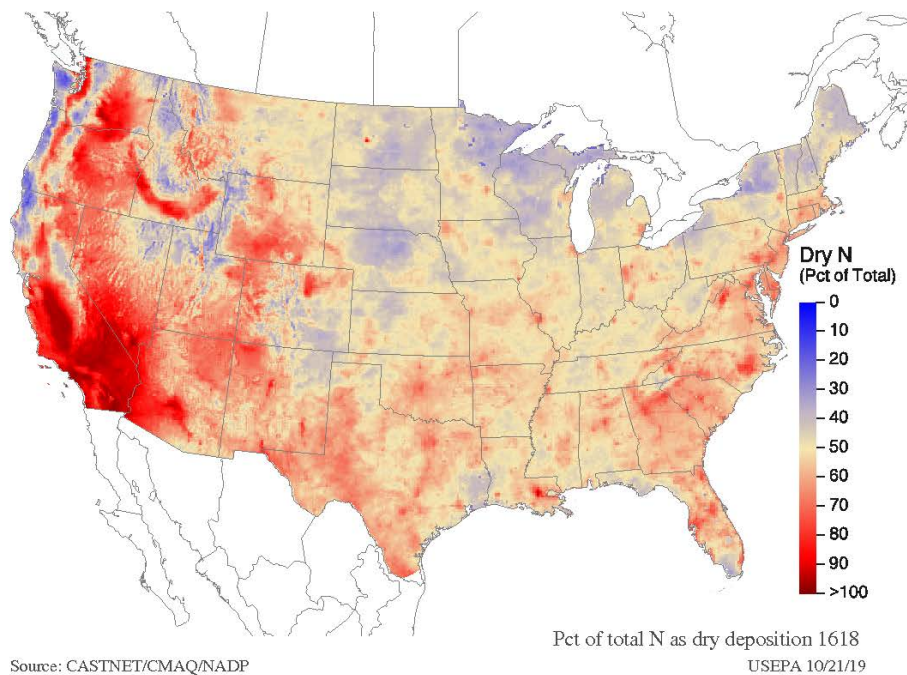 Dry N
(Pct of Total)
0
10
20
30
40
50
60
70
80
90
>100
Pct of total N as dry deposition 1618
Source: CASTNET/CMAQ/NADP
USEPA 10/21/19